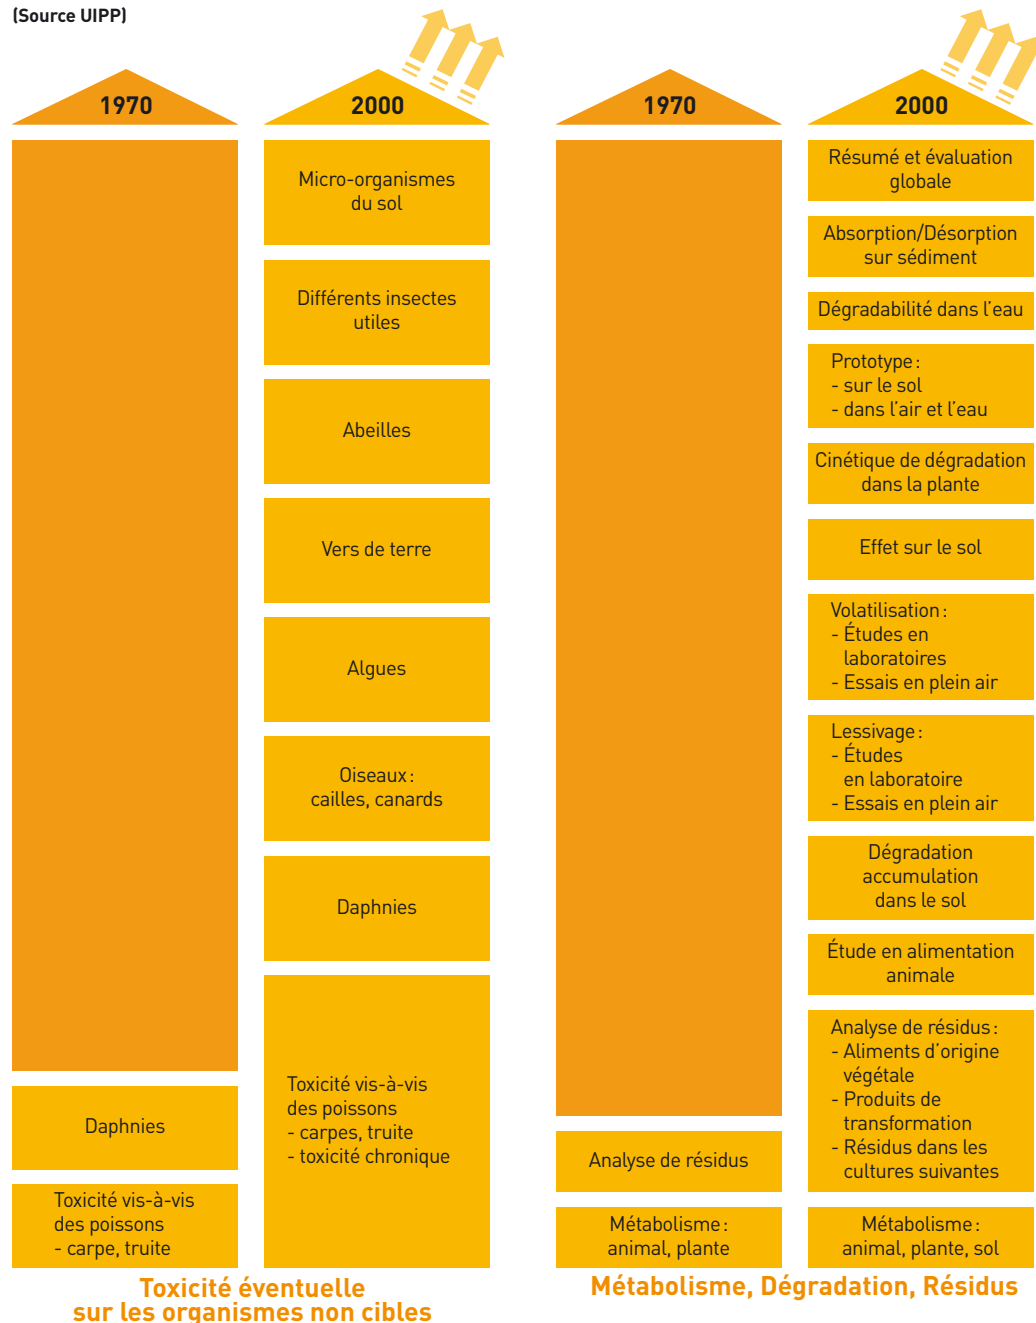 (Source UIPP)
1970
2000
Micro-organismes
du sol
Différents insectes
utiles
Abeilles
Vers de terre
Algues
Oiseaux :
cailles, canards
Daphnies
Toxicité vis-à-vis
des poissons
- carpes, truite
- toxicité chronique
Daphnies
Toxicité vis-à-vis
des poissons
- carpe, truite
Toxicité éventuelle
sur les organismes non cibles
1970
2000
Résumé et évaluation
globale
Absorption/Désorption
sur sédiment
Dégradabilité dans l’eau
Prototype :
- sur le sol
- dans l’air et l’eau
Cinétique de dégradation
dans la plante
Effet sur le sol
Volatilisation :
- Études en
laboratoires
- Essais en plein air
Lessivage :
- Études
en laboratoire
- Essais en plein air
Dégradation
accumulation
dans le sol
Étude en alimentation
animale
Analyse de résidus :
- Aliments d’origine
végétale
- Produits de
transformation
- Résidus dans les
cultures suivantes
Métabolisme :
animal, plante, sol
Analyse de résidus
Métabolisme :
animal, plante
Métabolisme, Dégradation, Résidus